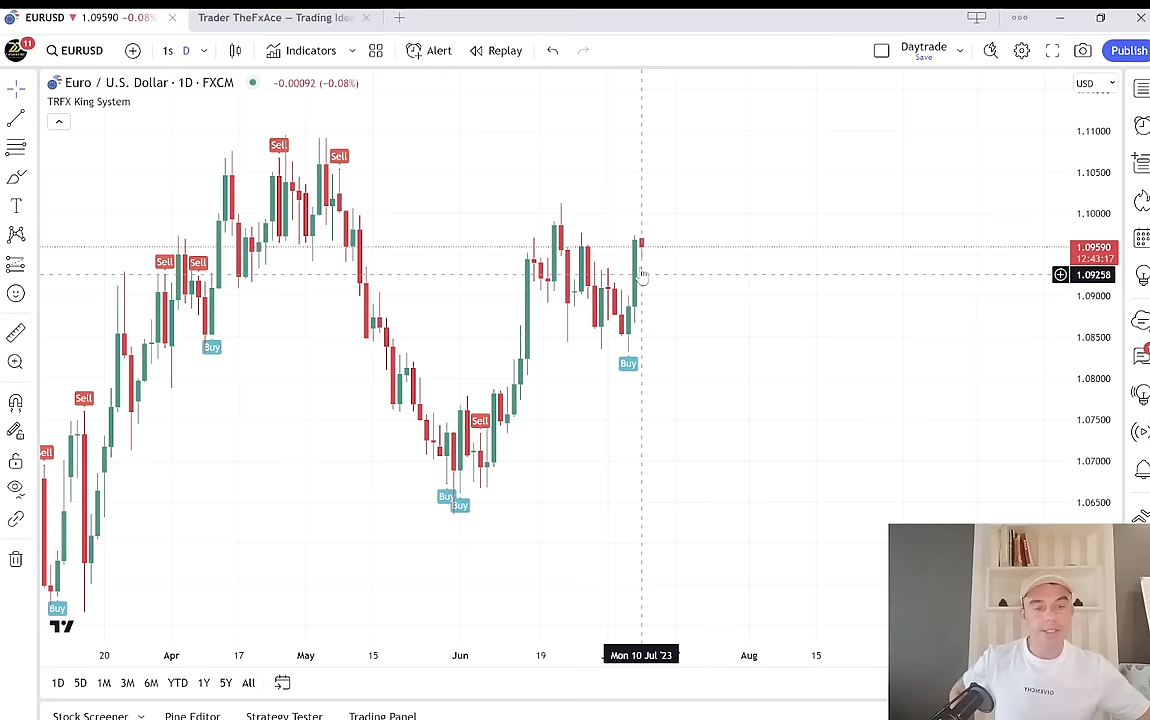 EURUSD ▼ 1.09590 -0.08%
Trader TheFxAce — Trading Idea
11
EURUSD
1s
D
Indicators
Alert
Replay
Daytrade
Save
Publish
Euro / U.S. Dollar · 1D · FXCM
-0.00092 (-0.08%)
USD
TRFX King System
1.11000
1.10500
1.10000
1.09590
12:43:17
1.09258
1.09000
1.08500
1.08000
1.07500
1.07000
1.06500
Sell
Sell
Sell
Sell
Buy
Buy
Sell
Sell
ell
Buy
Buy
Buy
20
Apr
17
May
15
Jun
19
Mon 10 Jul '23
Aug
15
1D
5D
1M
3M
6M
YTD
1Y
5Y
All
Stock Screener
Pine Editor
Strategy Tester
Trading Panel
GIVENCHY